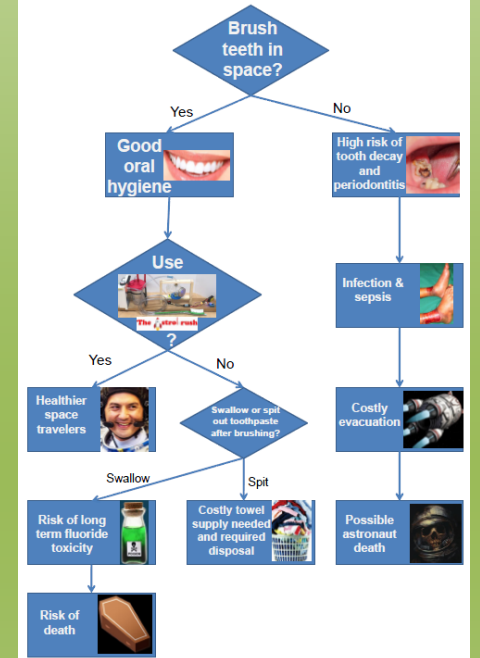 Brush
teeth in
space?
Yes
No
Good
oral
hygiene
High risk of
tooth decay
and
periodontitis
Use
The Astrobrush
?
Infection &
sepsis
Yes
No
Healthier
space
travelers
Swallow or spit
out toothpaste
after brushing?
Costly
evacuation
Swallow
Spit
Risk of long
term fluoride
toxicity
Costly towel
supply needed
and required
disposal
Possible
astronaut
death
Risk of
death